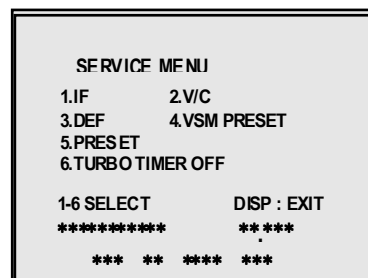 SERVICE MENU
1.IF 2.V/C
3.DEF 4.VSM PRESET
5.PRESET
6.TURBO TIMER OFF
1-6 SELECT DISP : EXIT
*********** **.***
*** ** **** ***